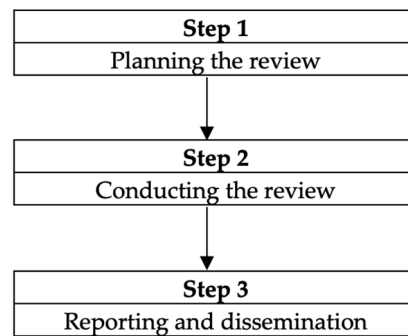 Step 1
Planning the review
Step 2
Conducting the review
Step 3
Reporting and dissemination